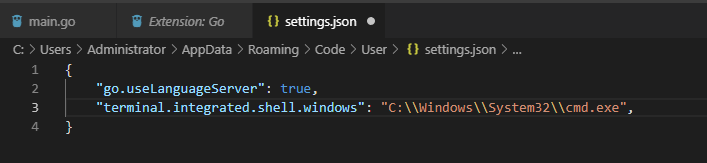 main.go Extension: Go settings.json
C: > Users > Administrator > AppData > Roaming > Code > User > {} settings.json > ...
1 {
2 "go.useLanguageServer": true,
3 "terminal.integrated.shell.windows": "C:\\Windows\\System32\\cmd.exe",
4 }